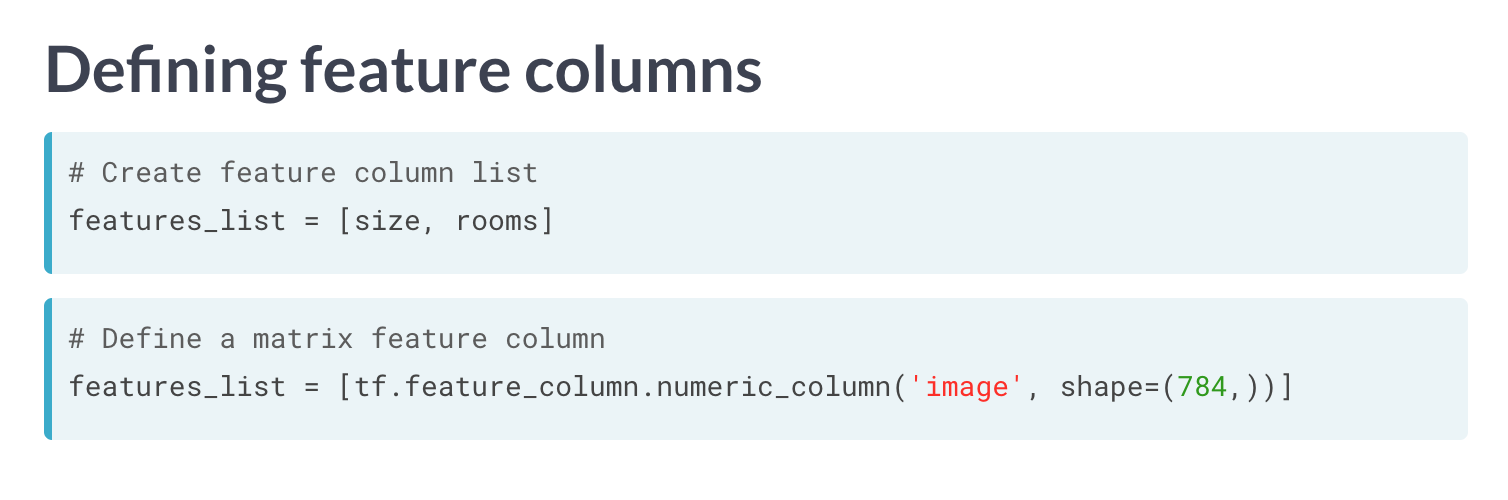 Defining feature columns
# Create feature column list
features_list = [size, rooms]
# Define a matrix feature column
features_list = [tf.feature_column.numeric_column('image', shape=(784,))]